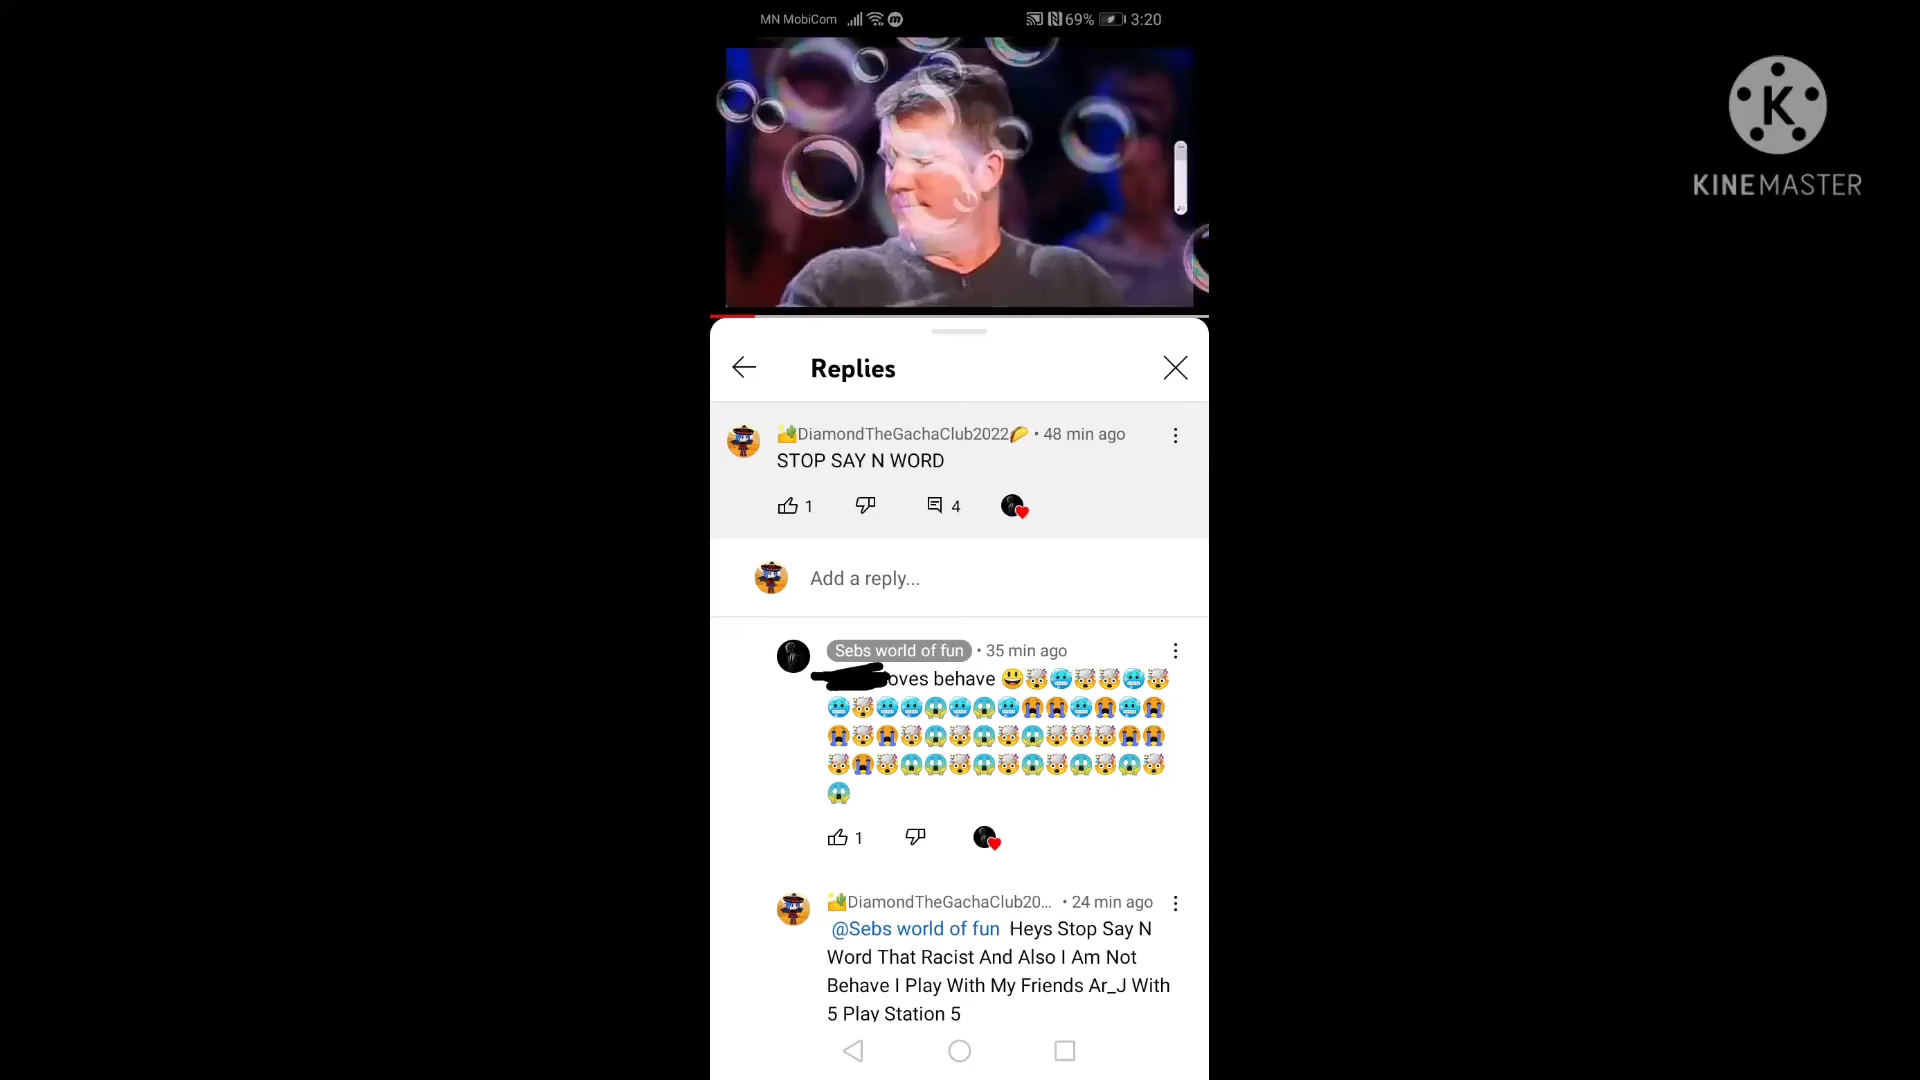 MN MobiCom 69% 3:20
KINEMASTER
Replies
🏜️DiamondTheGachaClub2022🌮 • 48 min ago
STOP SAY N WORD
1 4
Add a reply...
Sebs world of fun • 35 min ago
oves behave 😃🤯🥶🤯🤯🥶🤯
🥶🤯🥶🥶😱🥶😱🥶😭😭🥶😭🥶😭
😭🤯😭🤯😱🤯😱🤯😱🤯🤯🤯😭😭
🤯😭🤯😱😱🤯😱🤯😱🤯😱🤯😱🤯
😱
1
🏜️DiamondTheGachaClub20... • 24 min ago
@Sebs world of fun Heys Stop Say N
Word That Racist And Also I Am Not
Behave I Play With My Friends Ar_J With
5 Play Station 5